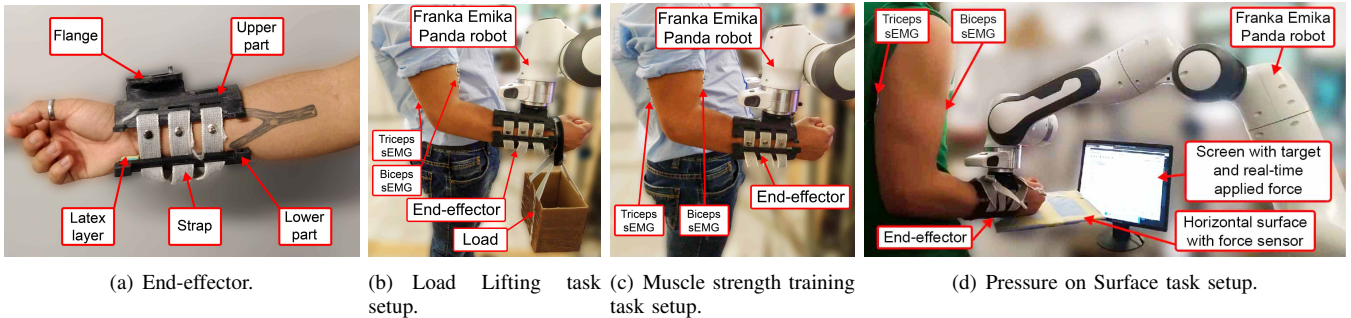 Flange
Upper
part
Latex
layer
Strap
Lower
part
(a) End-effector.
Franka Emika
Panda robot
Triceps
sEMG
Biceps
sEMG
End-effector
Load
(b) Load Lifting task
setup.
Franka Emika
Panda robot
Triceps
sEMG
Biceps
sEMG
End-effector
(c) Muscle strength training
task setup.
Triceps
sEMG
Biceps
sEMG
Franka Emika
Panda robot
Screen with target
and real-time
applied force
End-effector
Horizontal surface
with force sensor
(d) Pressure on Surface task setup.